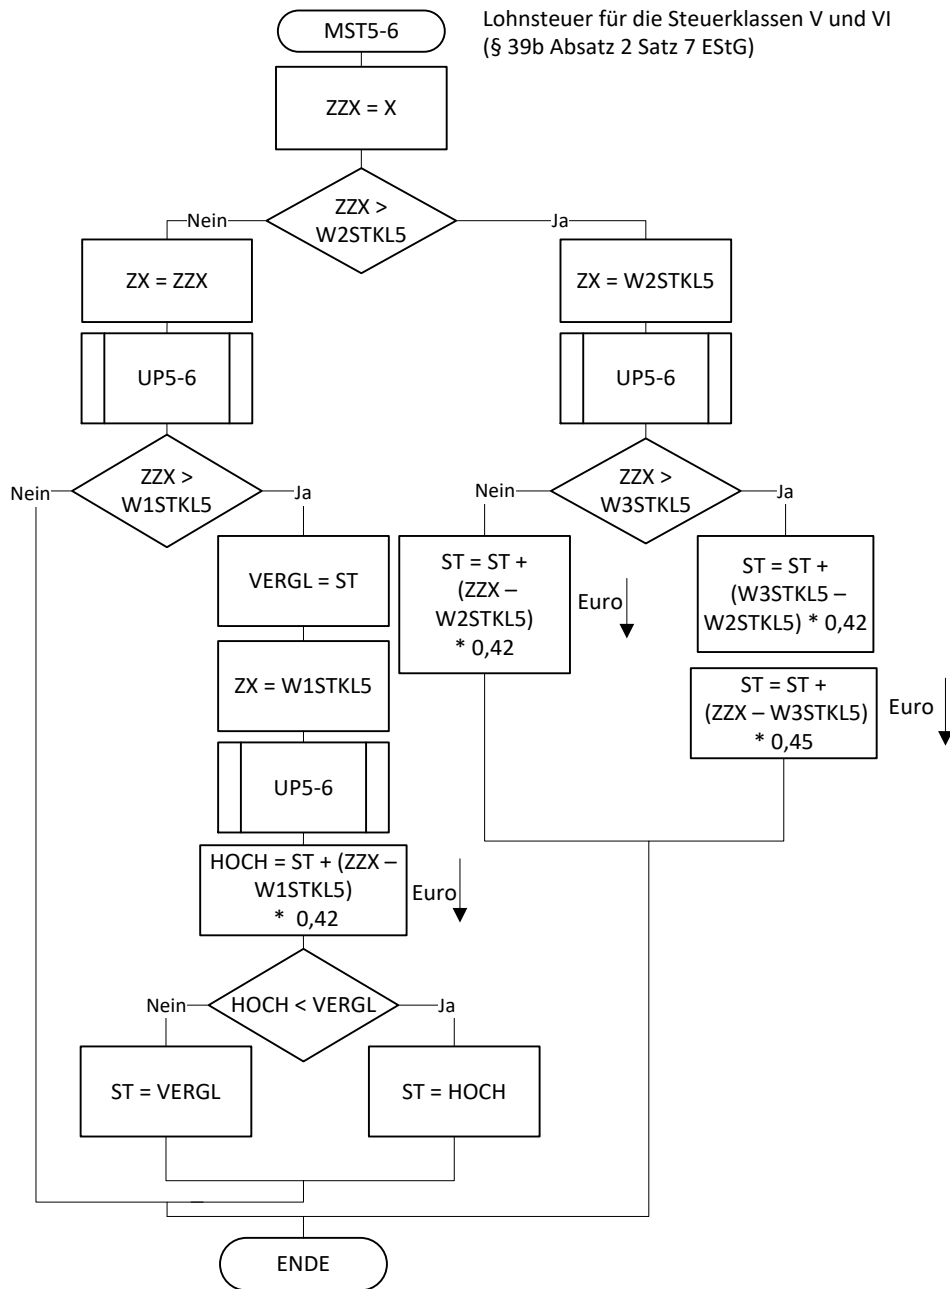 MST5-6
Lohnsteuer für die Steuerklassen V und VI
(§ 39b Absatz 2 Satz 7 EStG)
ZZX = X
ZZX >
W2STKL5
Nein
Ja
ZX = ZZX
ZX = W2STKL5
UP5-6
UP5-6
ZZX >
W1STKL5
Nein
Ja
ZZX >
W3STKL5
Nein
Ja
VERGL = ST
ST = ST +
(ZZX –
W2STKL5)
* 0,42
Euro
ST = ST +
(W3STKL5 –
W2STKL5) * 0,42
ZX = W1STKL5
ST = ST +
(ZZX – W3STKL5)
* 0,45
Euro
UP5-6
HOCH = ST + (ZZX –
W1STKL5)
* 0,42
Euro
HOCH < VERGL
Nein
Ja
ST = VERGL
ST = HOCH
ENDE